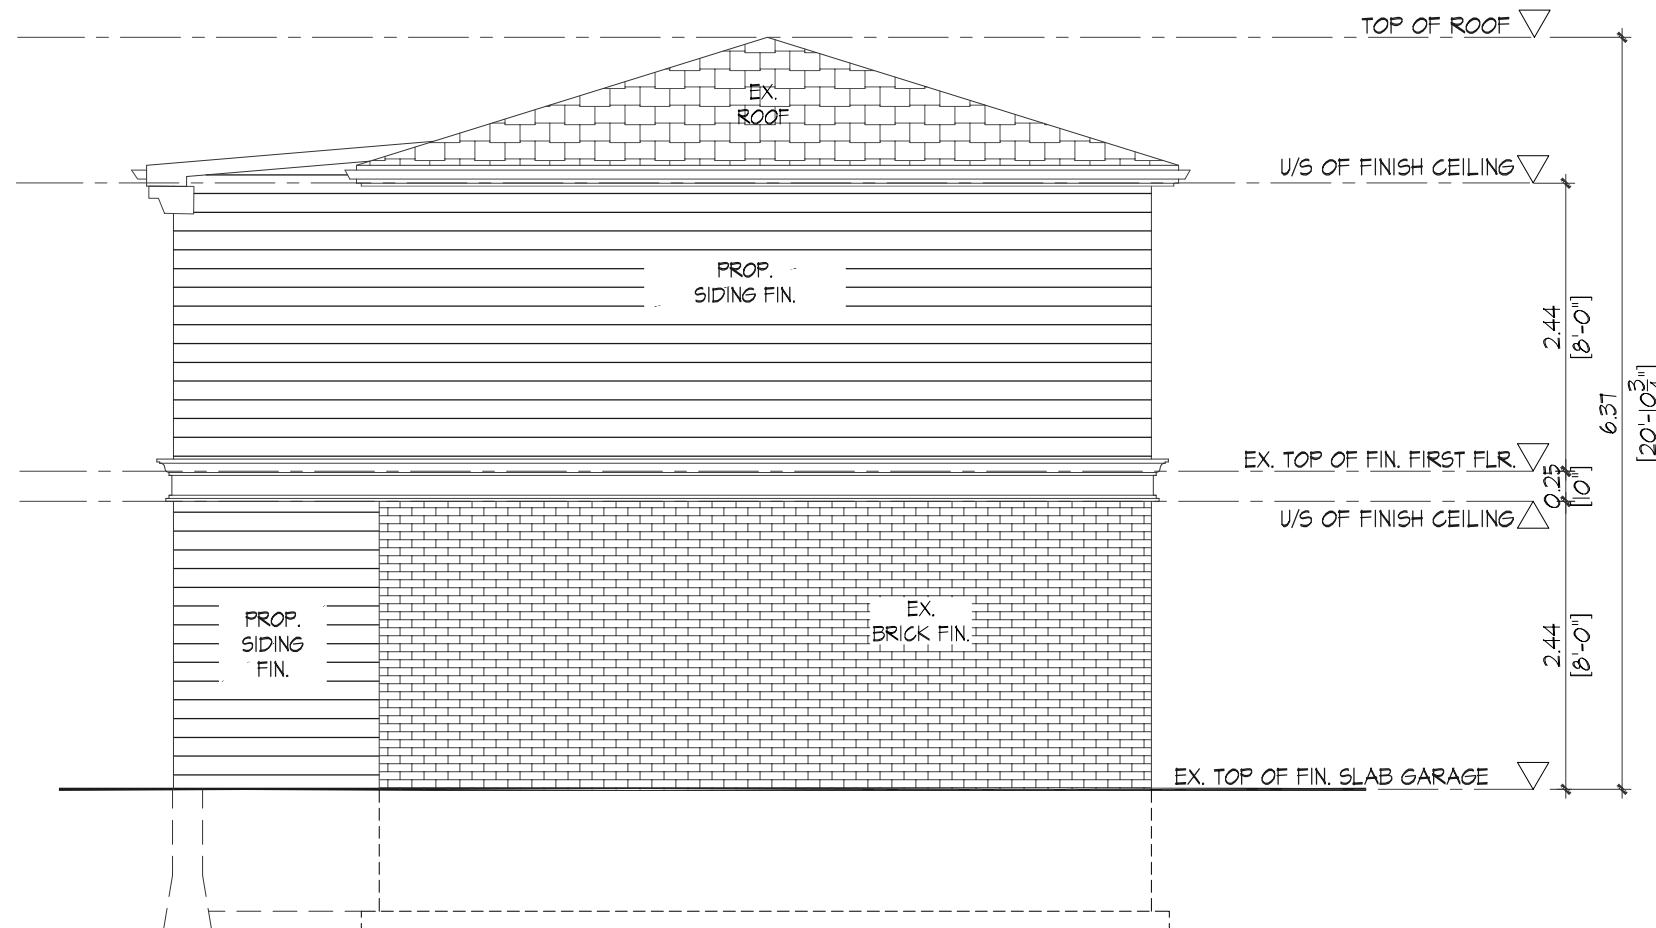 TOP OF ROOF
EX.
ROOF
U/S OF FINISH CEILING
PROP.
SIDING FIN.
2.44
[8'-0"]
6.37
[20'-10¾"]
EX. TOP OF FIN. FIRST FLR.
0.25
[10"]
U/S OF FINISH CEILING
EX.
BRICK FIN.
PROP.
SIDING
FIN.
2.44
[8'-0"]
EX. TOP OF FIN. SLAB GARAGE